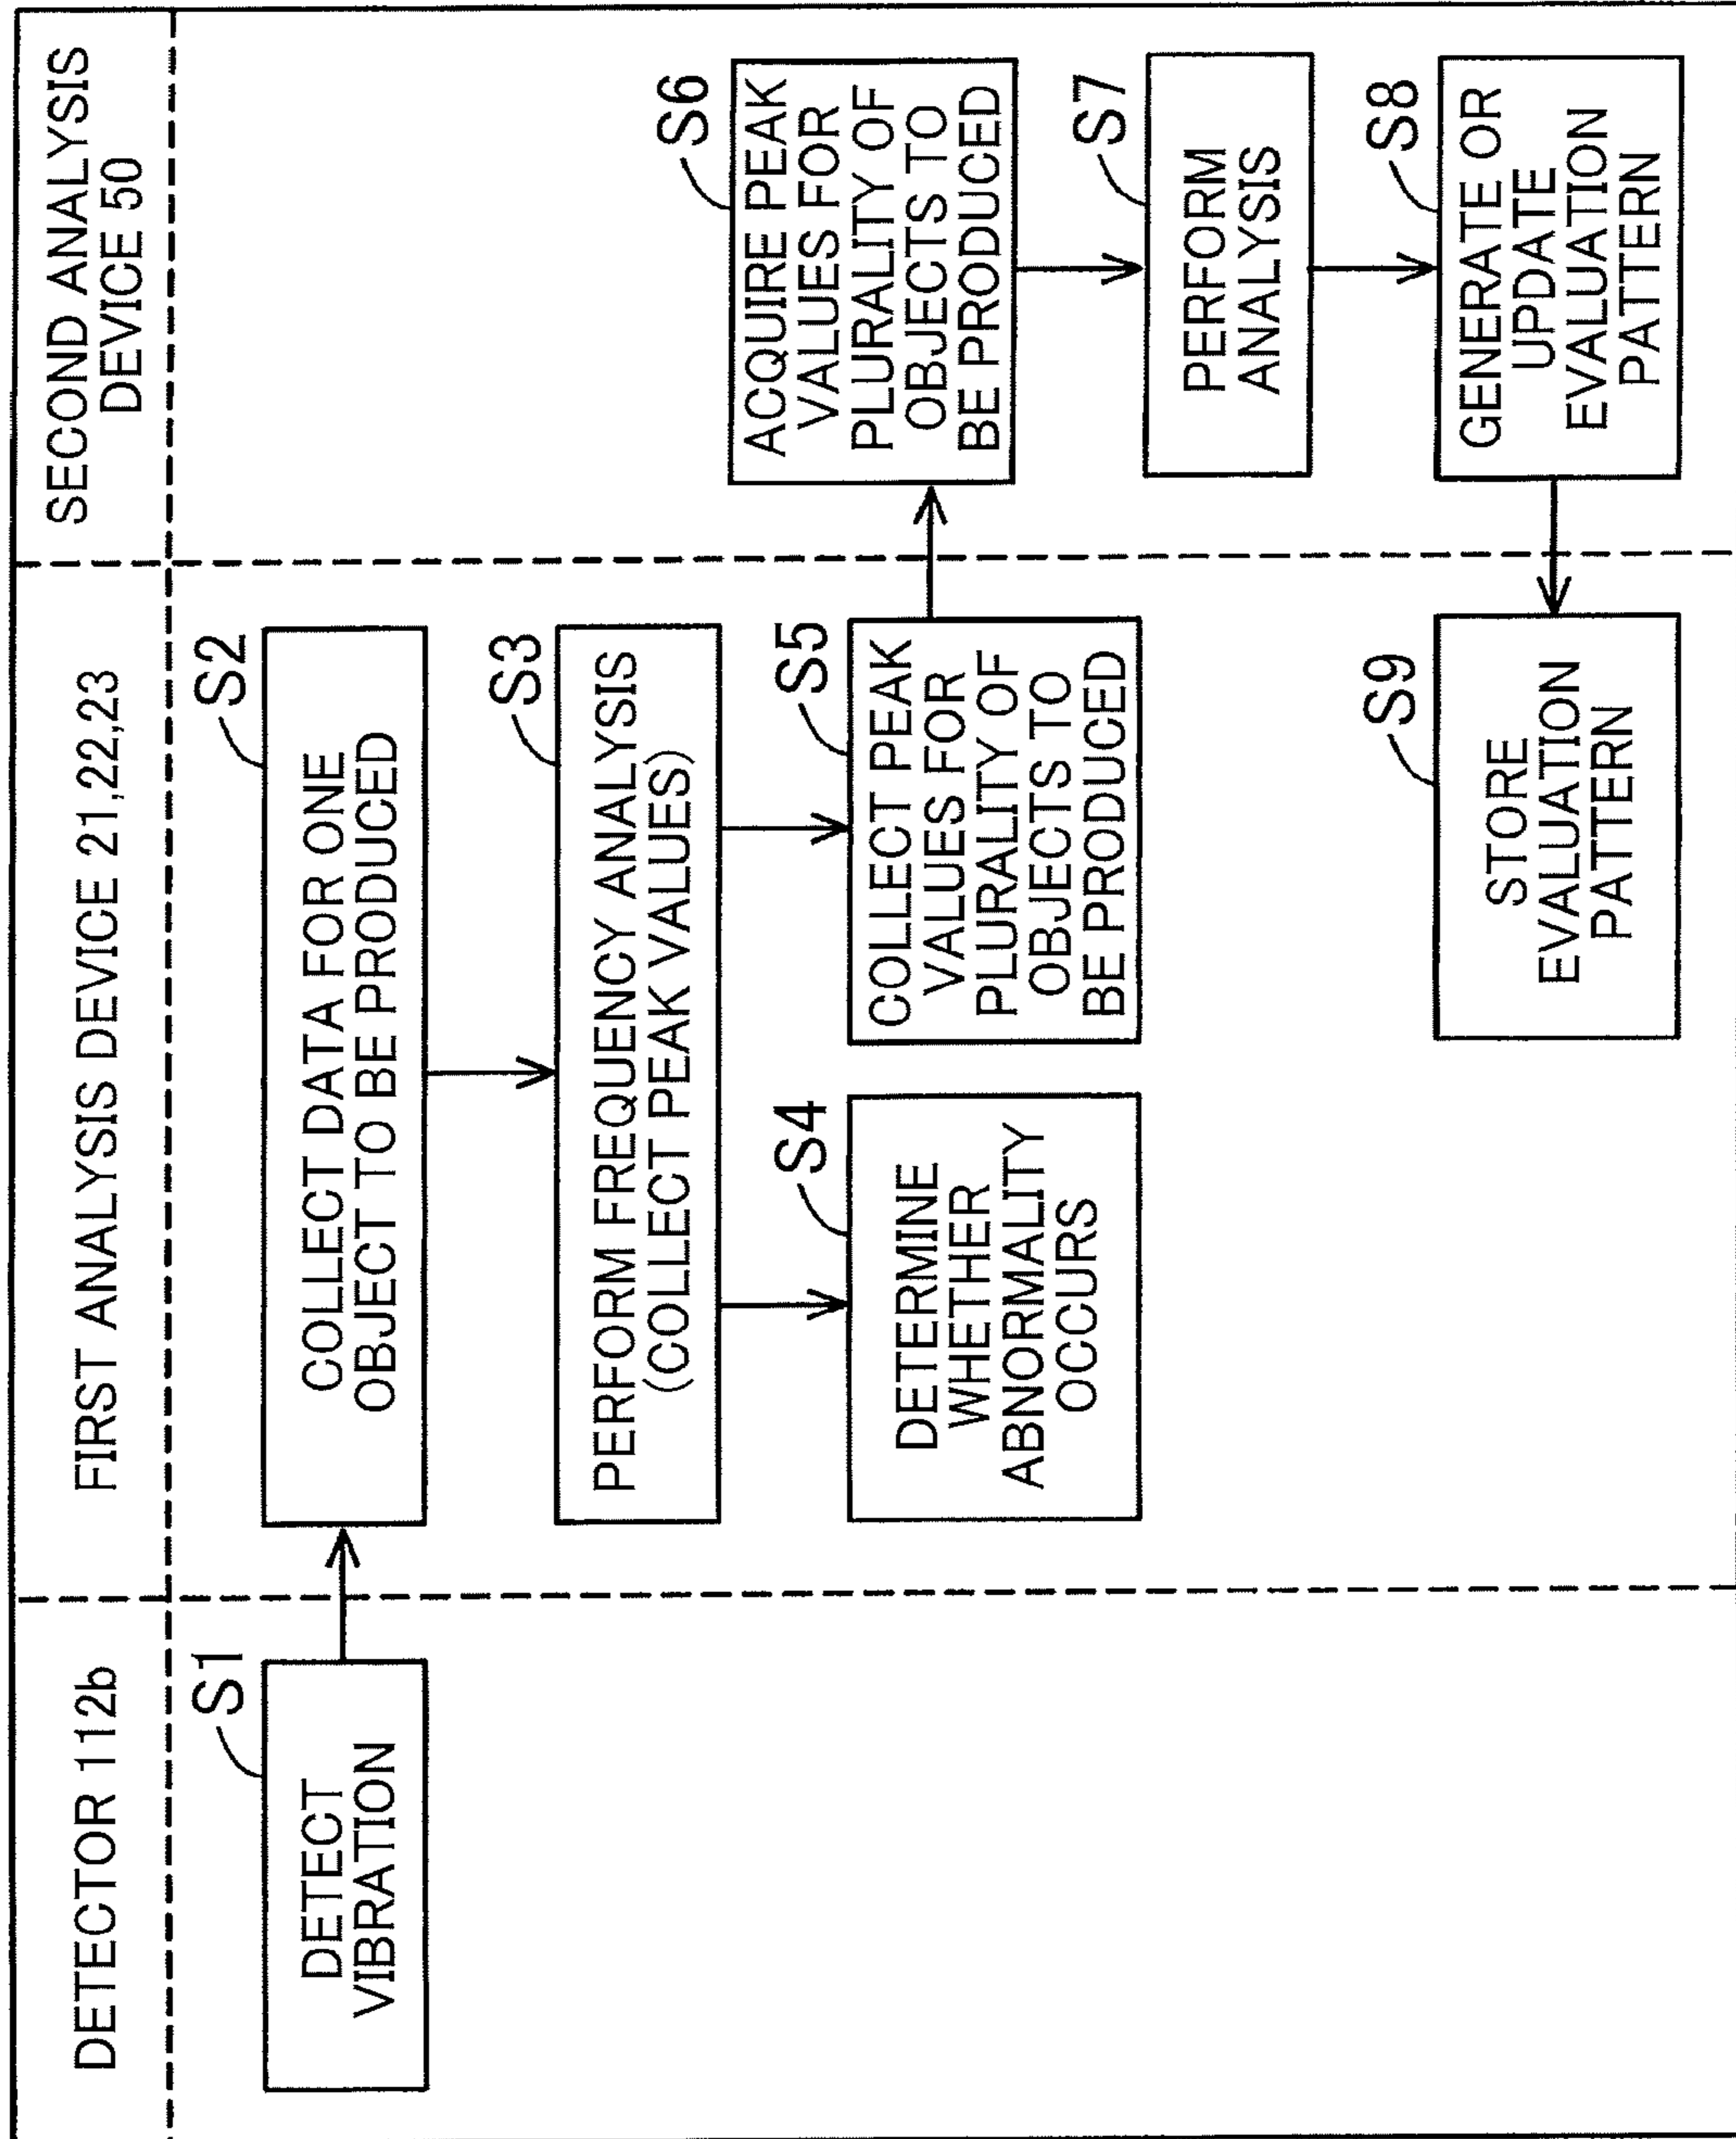 DETECTOR 112b
FIRST ANALYSIS DEVICE 21,22,23
SECOND ANALYSIS
DEVICE 50
S1
DETECT
VIBRATION
S2
COLLECT DATA FOR ONE
OBJECT TO BE PRODUCED
S3
PERFORM FREQUENCY ANALYSIS
(COLLECT PEAK VALUES)
S4
DETERMINE
WHETHER
ABNORMALITY
OCCURS
S5
COLLECT PEAK
VALUES FOR
PLURALITY OF
OBJECTS TO
BE PRODUCED
S6
ACQUIRE PEAK
VALUES FOR
PLURALITY OF
OBJECTS TO
BE PRODUCED
S7
PERFORM
ANALYSIS
S8
GENERATE OR
UPDATE
EVALUATION
PATTERN
S9
STORE
EVALUATION
PATTERN